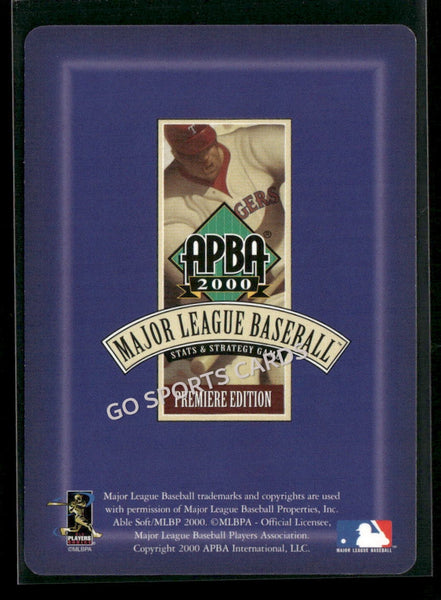 T
GERS
APBA®
2000
MAJOR LEAGUE BASEBALL™
STATS & STRATEGY GAME
GO SPORTS CARDS
PREMIERE EDITION
Major League Baseball trademarks and copyrights are used
with permission of Major League Baseball Properties, Inc.
Able Soft/MLBP 2000. ©MLBPA - Official Licensee,
Major League Baseball Players Association.
Copyright 2000 APBA International, LLC.
PLAYERS
CHOICE
©MLBPA
MAJOR LEAGUE BASEBALL